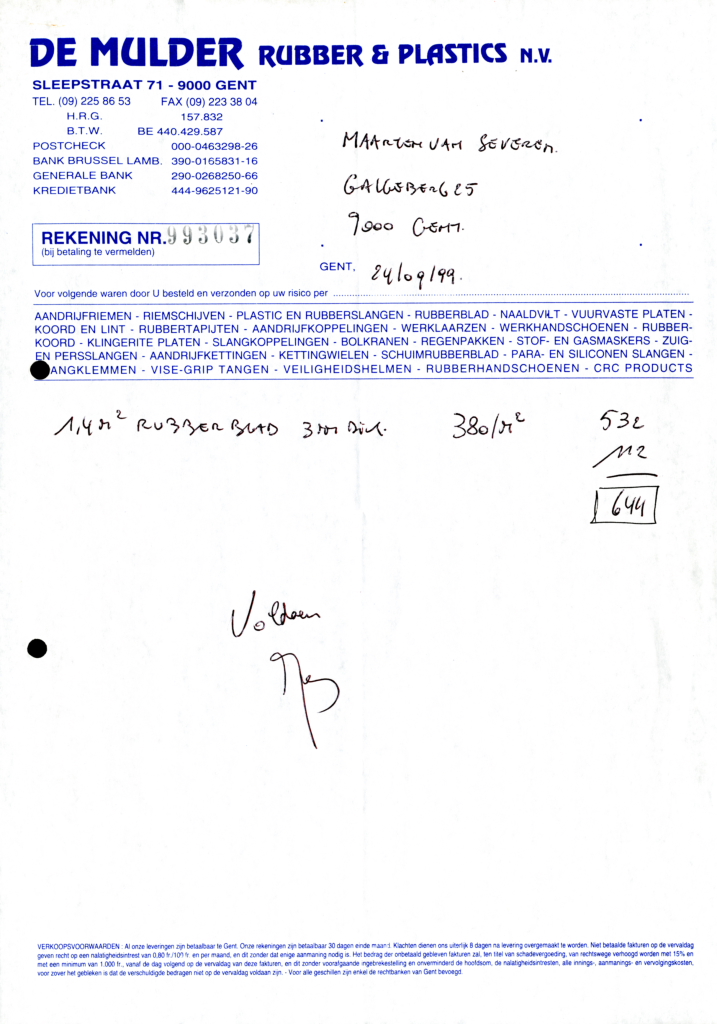 DE MULDER RUBBER & PLASTICS N.V.
SLEEPSTRAAT 71 - 9000 GENT
TEL. (09) 225 86 53 FAX (09) 223 38 04
H.R.G. 157.832
B.T.W. BE 440.429.587
POSTCHECK 000-0463298-26
BANK BRUSSEL LAMB. 390-0165831-16
GENERALE BANK 290-0268250-66
KREDIETBANK 444-9625121-90
MAARTEN VAN SEVEREN.
GALGEBERG 25
9000 GENT.
REKENING NR. 993037
(bij betaling te vermelden)
GENT, 24/09/99.
Voor volgende waren door U besteld en verzonden op uw risico per
AANDRIJFRIEMEN - RIEMSCHIJVEN - PLASTIC EN RUBBERSLANGEN - RUBBERBLAD - NAALDVILT - VUURVASTE PLATEN -
KOORD EN LINT - RUBBERTAPIJTEN - AANDRIJFKOPPELINGEN - WERKLAARZEN - WERKHANDSCHOENEN - RUBBER-
KOORD - KLINGERITE PLATEN - SLANGKOPPELINGEN - BOLKRANEN - REGENPAKKEN - STOF- EN GASMASKERS - ZUIG-
EN PERSSLANGEN - AANDRIJFKETTINGEN - KETTINGWIELEN - SCHUIMRUBBERBLAD - PARA- EN SILICONEN SLANGEN -
ANGKLEMMEN - VISE-GRIP TANGEN - VEILIGHEIDSHELMEN - RUBBERHANDSCHOENEN - CRC PRODUCTS
1,4 M² RUBBERBLAD 3 mm Dik. 380/M² 532
112
644
Voldaan
VERKOOPSVOORWAARDEN : Al onze leveringen zijn betaalbaar te Gent. Onze rekeningen zijn betaalbaar 30 dagen einde maand. Klachten dienen ons uiterlijk 8 dagen na levering overgemaakt te worden. Niet betaalde fakturen op de vervaldag
geven recht op een nalatigheidsintrest van 0,80 fr./100 fr. en per maand, en dit zonder dat enige aanmaning nodig is. Het bedrag der onbetaald gebleven fakturen zal, ten titel van schadevergoeding, van rechtswege verhoogd worden met 15% en
met een minimum van 1.000 fr., vanaf de dag volgend op de vervaldag van deze fakturen, en dit zonder voorafgaande ingebrekestelling en onverminderd de hoofdsom, de nalatigheidsintresten, alle innings-, aanmanings- en vervolgingskosten,
voor zover het gebleken is dat de verschuldigde bedragen niet op de vervaldag voldaan zijn. - Voor alle geschillen zijn enkel de rechtbanken van Gent bevoegd.